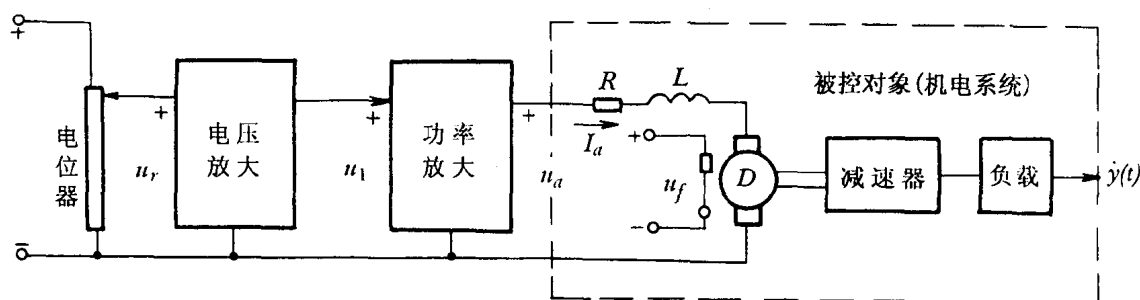 +
电位器
+
u_r
电压
放大
+
u_1
功率
放大
+
u_a
R
L
I_a
+
u_f
−
D
被控对象(机电系统)
减速器
负载
ẏ(t)
−